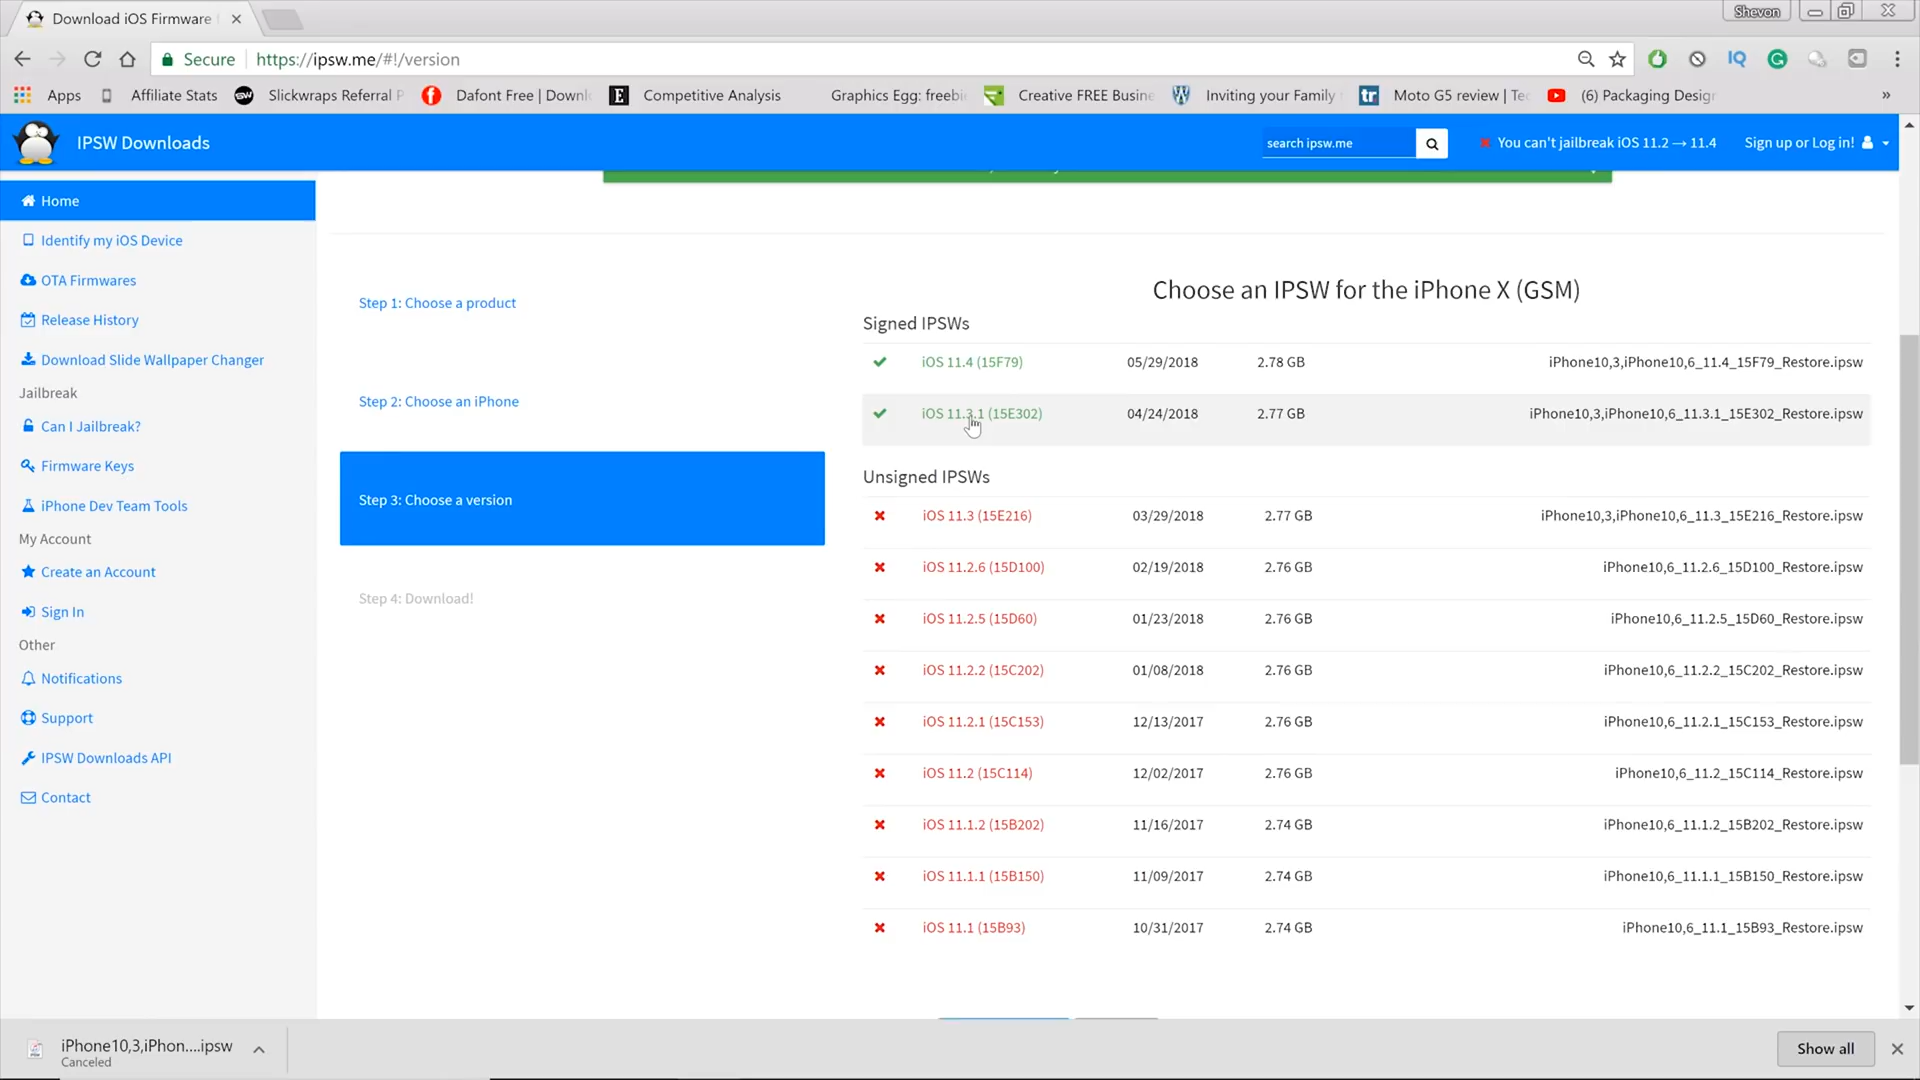 Download iOS Firmware
Shevon
Secure
https://ipsw.me/#!/version
IQ
Apps
Affiliate Stats
SW
Slickwraps Referral P
Dafont Free | Downl
E
Competitive Analysis
Graphics Egg: freebi
Creative FREE Busine
Inviting your Family
tr
Moto G5 review | Te
(6) Packaging Design
»
IPSW Downloads
search ipsw.me
You can't jailbreak iOS 11.2 → 11.4
Sign up or Log in!
Home
Identify my iOS Device
OTA Firmwares
Release History
Download Slide Wallpaper Changer
Jailbreak
Can I Jailbreak?
Firmware Keys
iPhone Dev Team Tools
My Account
Create an Account
Sign In
Other
Notifications
Support
IPSW Downloads API
Contact
Step 1: Choose a product
Step 2: Choose an iPhone
Step 3: Choose a version
Step 4: Download!
Choose an IPSW for the iPhone X (GSM)
Signed IPSWs
iOS 11.4 (15F79) 05/29/2018 2.78 GB iPhone10,3,iPhone10,6_11.4_15F79_Restore.ipsw
iOS 11.3.1 (15E302) 04/24/2018 2.77 GB iPhone10,3,iPhone10,6_11.3.1_15E302_Restore.ipsw
Unsigned IPSWs
iOS 11.3 (15E216) 03/29/2018 2.77 GB iPhone10,3,iPhone10,6_11.3_15E216_Restore.ipsw
iOS 11.2.6 (15D100) 02/19/2018 2.76 GB iPhone10,6_11.2.6_15D100_Restore.ipsw
iOS 11.2.5 (15D60) 01/23/2018 2.76 GB iPhone10,6_11.2.5_15D60_Restore.ipsw
iOS 11.2.2 (15C202) 01/08/2018 2.76 GB iPhone10,6_11.2.2_15C202_Restore.ipsw
iOS 11.2.1 (15C153) 12/13/2017 2.76 GB iPhone10,6_11.2.1_15C153_Restore.ipsw
iOS 11.2 (15C114) 12/02/2017 2.76 GB iPhone10,6_11.2_15C114_Restore.ipsw
iOS 11.1.2 (15B202) 11/16/2017 2.74 GB iPhone10,6_11.1.2_15B202_Restore.ipsw
iOS 11.1.1 (15B150) 11/09/2017 2.74 GB iPhone10,6_11.1.1_15B150_Restore.ipsw
iOS 11.1 (15B93) 10/31/2017 2.74 GB iPhone10,6_11.1_15B93_Restore.ipsw
iPhone10,3,iPhon....ipsw
Canceled
Show all